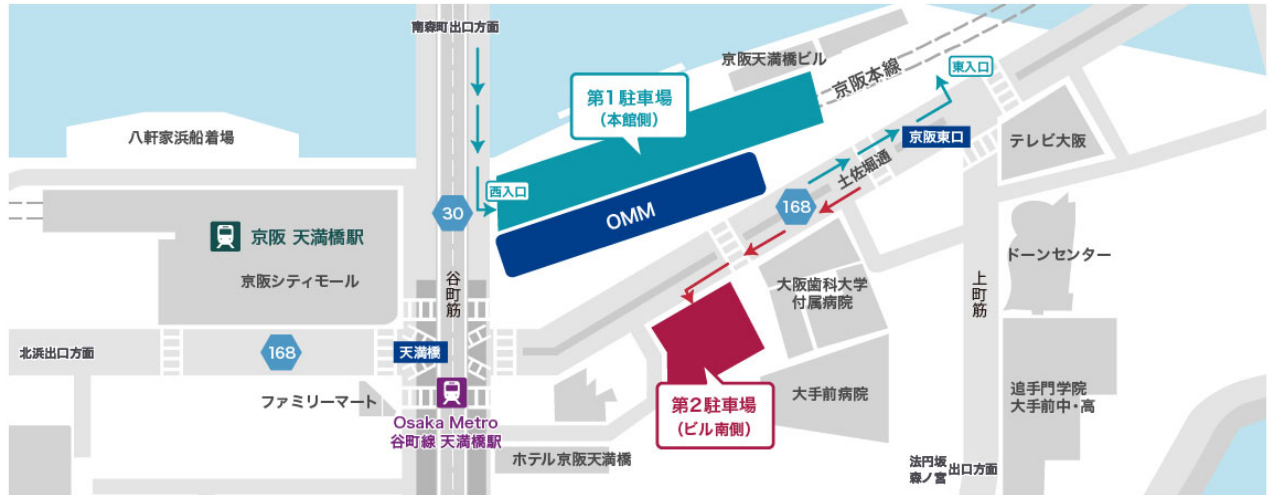 南森町出口方面
京阪天満橋ビル
京阪本線
東入口
第1駐車場
（本館側）
八軒家浜船着場
京阪東口
テレビ大阪
土佐堀通
西入口
30
OMM
168
京阪 天満橋駅
京阪シティモール
谷町筋
大阪歯科大学
付属病院
上町筋
ドーンセンター
北浜出口方面
168
天満橋
ファミリーマート
Osaka Metro
谷町線 天満橋駅
第2駐車場
（ビル南側）
大手前病院
追手門学院
大手前中・高
ホテル京阪天満橋
法円坂
森ノ宮
出口方面